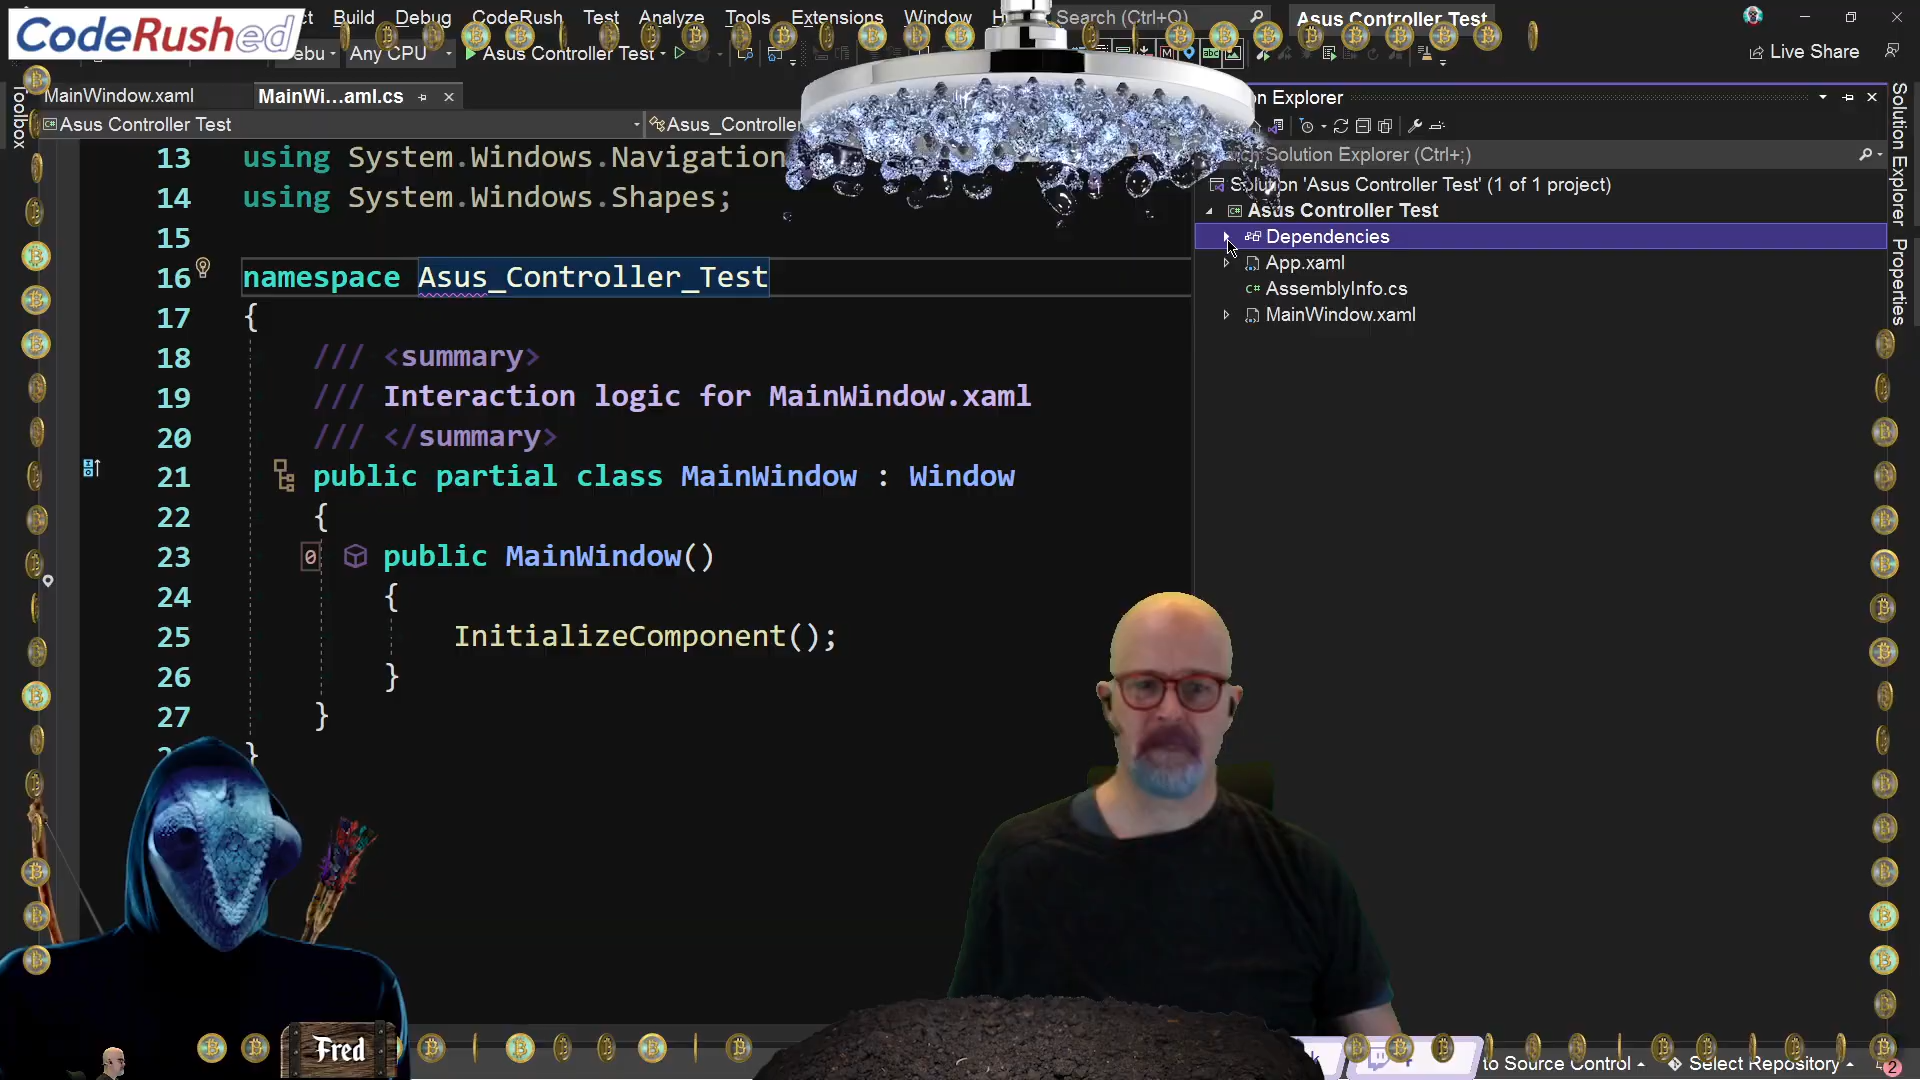 CodeRushed
Build Debug CodeRush Test Analyze Tools Extensions Window
Search (Ctrl+Q)
Asus Controller Test
Any CPU
Asus Controller Test
Live Share
MainWindow.xaml
MainWi...aml.cs
Asus Controller Test
Toolbox
13 using System.Windows.Navigation
14 using System.Windows.Shapes;
15
16 namespace Asus_Controller_Test
17 {
18 /// <summary>
19 /// Interaction logic for MainWindow.xaml
20 /// </summary>
21 public partial class MainWindow : Window
22 {
23 0 public MainWindow()
24 {
25 InitializeComponent();
26 }
27 }
}
Explorer
Solution Explorer (Ctrl+;)
Solution 'Asus Controller Test' (1 of 1 project)
Asus Controller Test
Dependencies
App.xaml
AssemblyInfo.cs
MainWindow.xaml
Solution Explorer
Properties
Fred
to Source Control
Select Repository
2